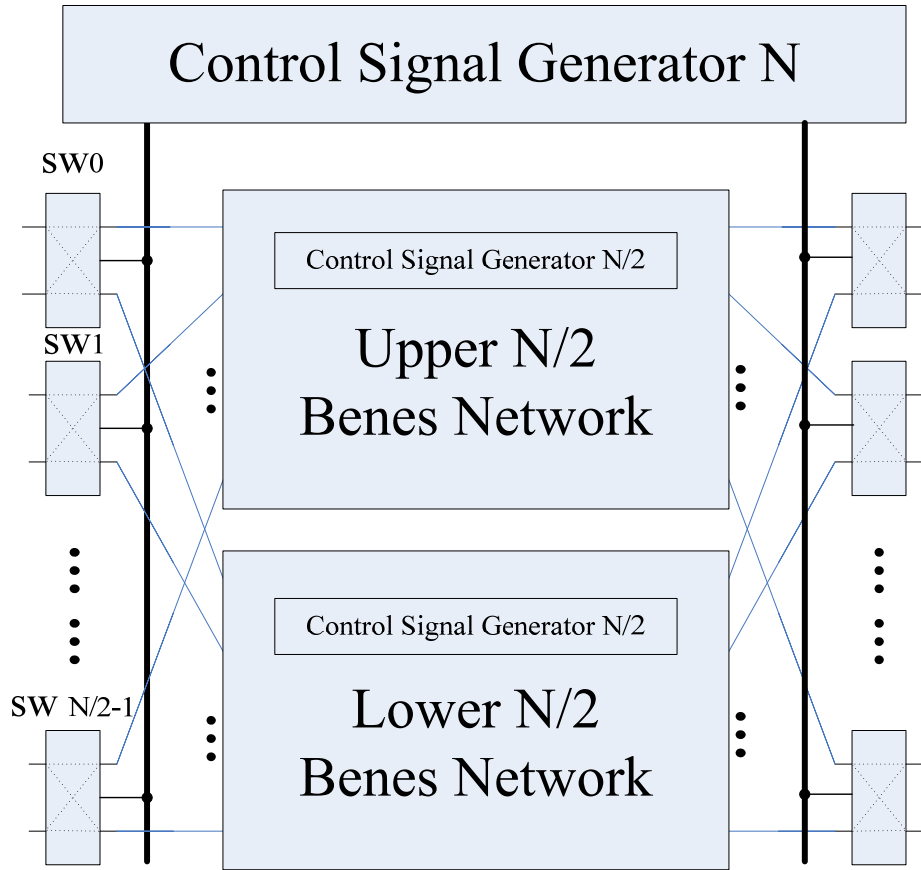 Control Signal Generator N
SW0
Control Signal Generator N/2
Upper N/2
Benes Network
SW1
Control Signal Generator N/2
Lower N/2
Benes Network
SW N/2-1